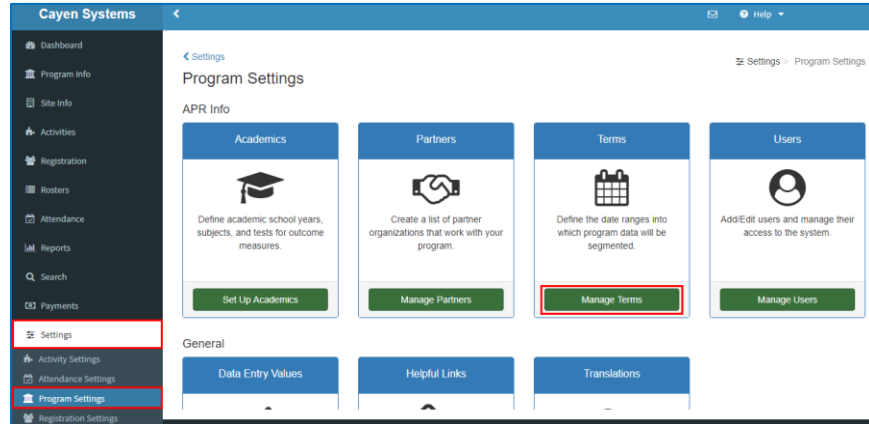 Cayen Systems
Help
Dashboard
Program Info
Site Info
Activities
Registration
Rosters
Attendance
Reports
Search
Payments
Settings
Activity Settings
Attendance Settings
Program Settings
Registration Settings
Settings
Settings > Program Settings
Program Settings
APR Info
Academics
Define academic school years,
subjects, and tests for outcome
measures.
Set Up Academics
Partners
Create a list of partner
organizations that work with your
program.
Manage Partners
Terms
Define the date ranges into
which program data will be
segmented.
Manage Terms
Users
Add/Edit users and manage their
access to the system.
Manage Users
General
Data Entry Values
Helpful Links
Translations